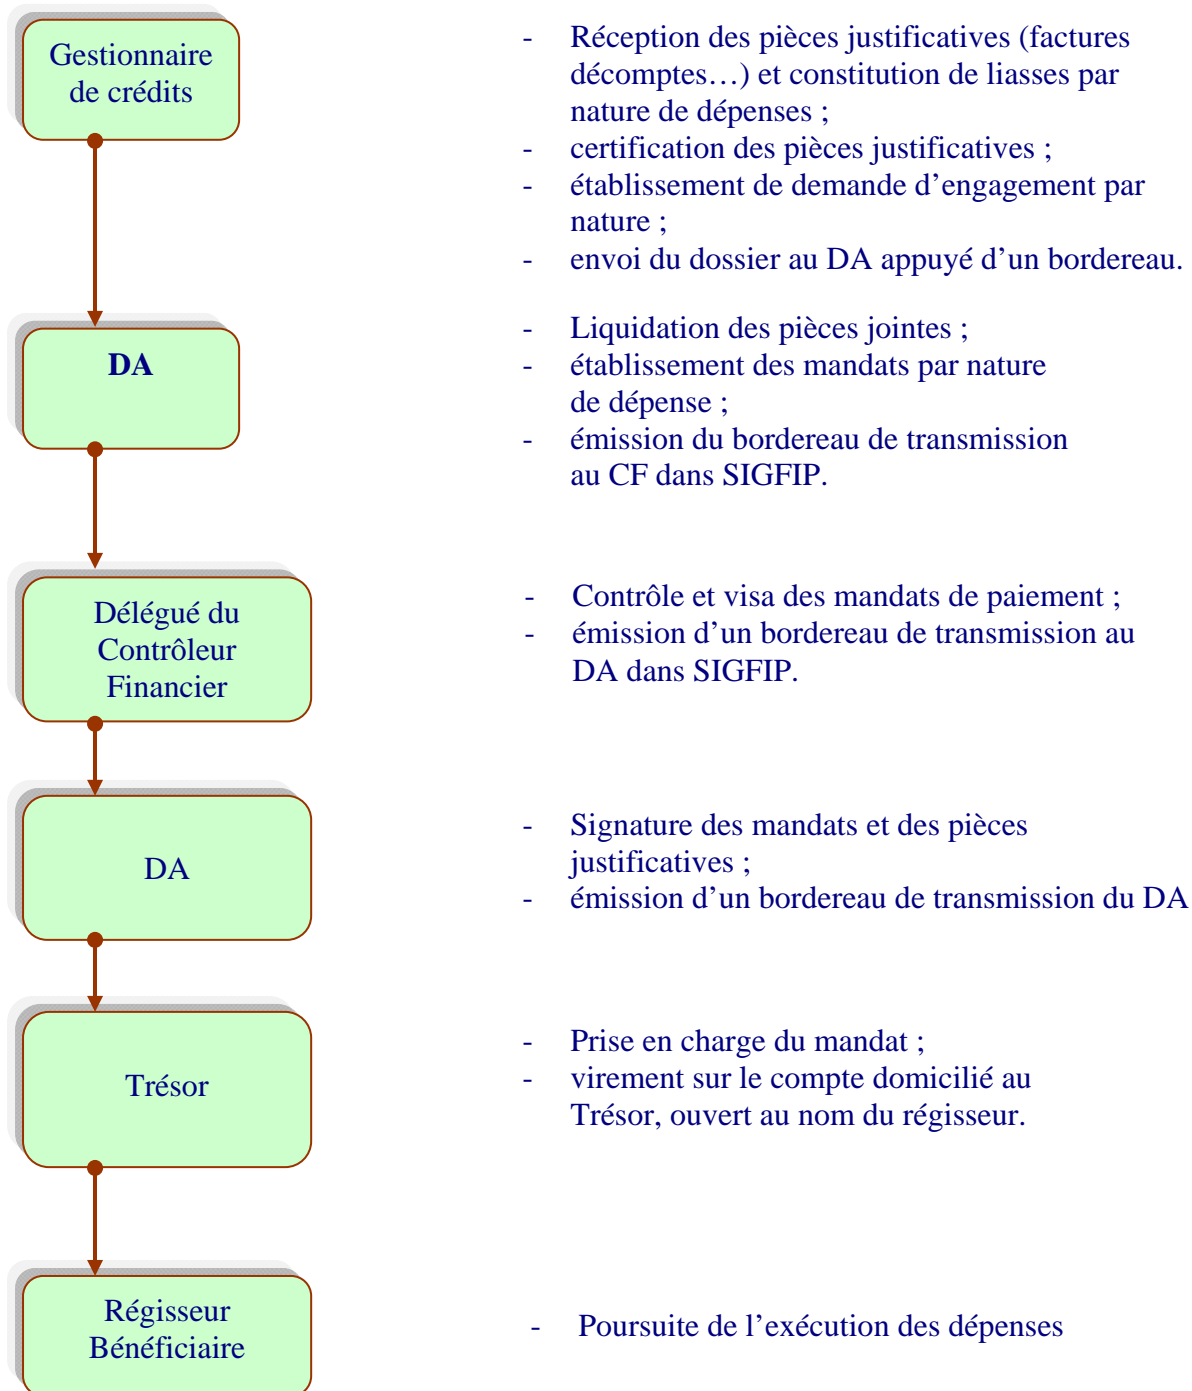 Gestionnaire
de crédits
- Réception des pièces justificatives (factures
décomptes…) et constitution de liasses par
nature de dépenses ;
- certification des pièces justificatives ;
- établissement de demande d’engagement par
nature ;
- envoi du dossier au DA appuyé d’un bordereau.
DA
- Liquidation des pièces jointes ;
- établissement des mandats par nature
de dépense ;
- émission du bordereau de transmission
au CF dans SIGFIP.
Délégué du
Contrôleur
Financier
- Contrôle et visa des mandats de paiement ;
- émission d’un bordereau de transmission au
DA dans SIGFIP.
DA
- Signature des mandats et des pièces
justificatives ;
- émission d’un bordereau de transmission du DA
Trésor
- Prise en charge du mandat ;
- virement sur le compte domicilié au
Trésor, ouvert au nom du régisseur.
Régisseur
Bénéficiaire
- Poursuite de l’exécution des dépenses